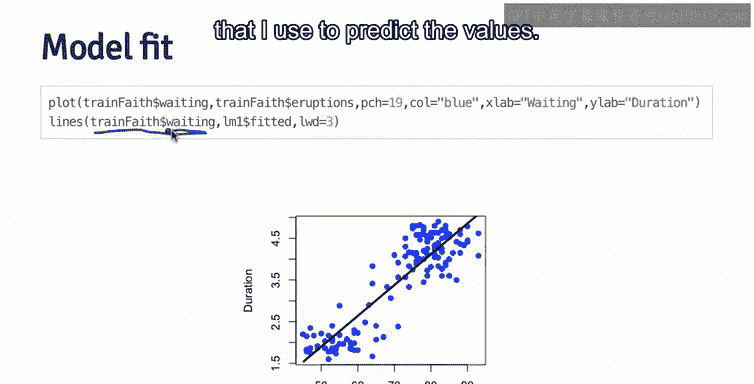 that I use to predict the values.
Model fit
plot(trainFaith$waiting,trainFaith$eruptions,pch=19,col="blue",xlab="Waiting",ylab="Duration")
lines(trainFaith$waiting,lm1$fitted,lwd=3)
4.5
3.5
Duration
2.5
1.5